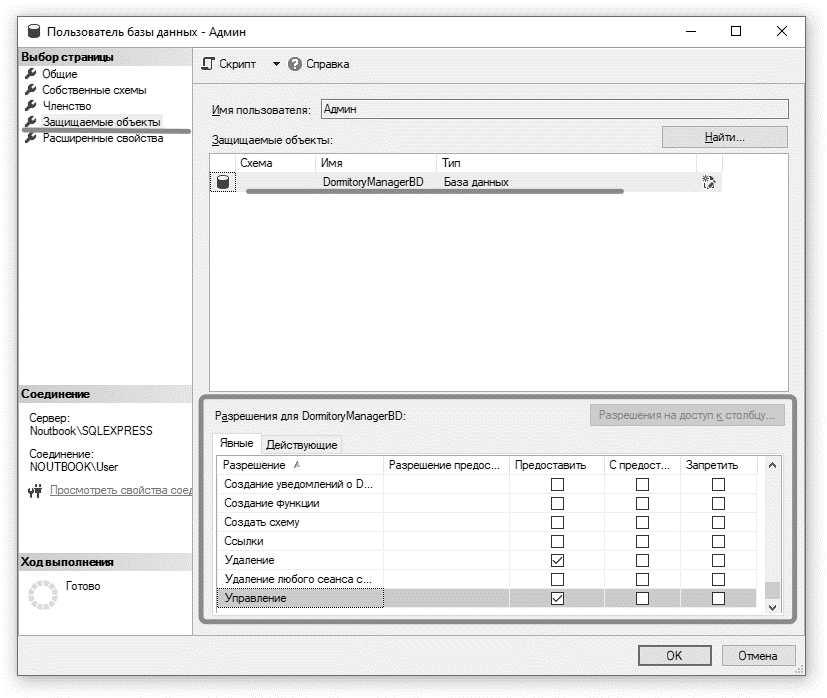 Пользователь базы данных - Админ
Выбор страницы
Общие
Собственные схемы
Членство
Защищаемые объекты
Расширенные свойства
Скрипт
Справка
Имя пользователя: Админ
Защищаемые объекты:
Найти...
Схема Имя Тип
DormitoryManagerBD База данных
Соединение
Сервер:
Noutbook\SQLEXPRESS
Соединение:
NOUTBOOK\User
Просмотреть свойства соед
Ход выполнения
Готово
Разрешения для DormitoryManagerBD:
Разрешения на доступ к столбцу...
Явные Действующие
Разрешение Разрешение предос... Предоставить С предост... Запретить
Создание уведомлений о D...
Создание функции
Создать схему
Ссылки
Удаление
Удаление любого сеанса с...
Управление
OK Отмена